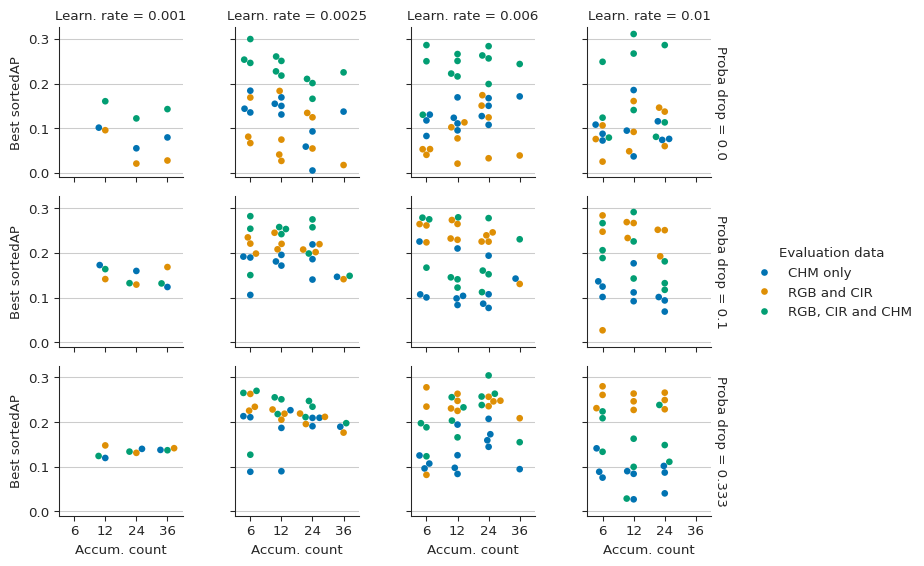 Learn. rate = 0.001
Learn. rate = 0.0025
Learn. rate = 0.006
Learn. rate = 0.01
Best sortedAP
0.3
0.2
0.1
0.0
Proba drop = 0.0
Best sortedAP
0.3
0.2
0.1
0.0
Proba drop = 0.1
Evaluation data
CHM only
RGB and CIR
RGB, CIR and CHM
Best sortedAP
0.3
0.2
0.1
0.0
Proba drop = 0.333
6 12 24 36
6 12 24 36
6 12 24 36
6 12 24 36
Accum. count
Accum. count
Accum. count
Accum. count